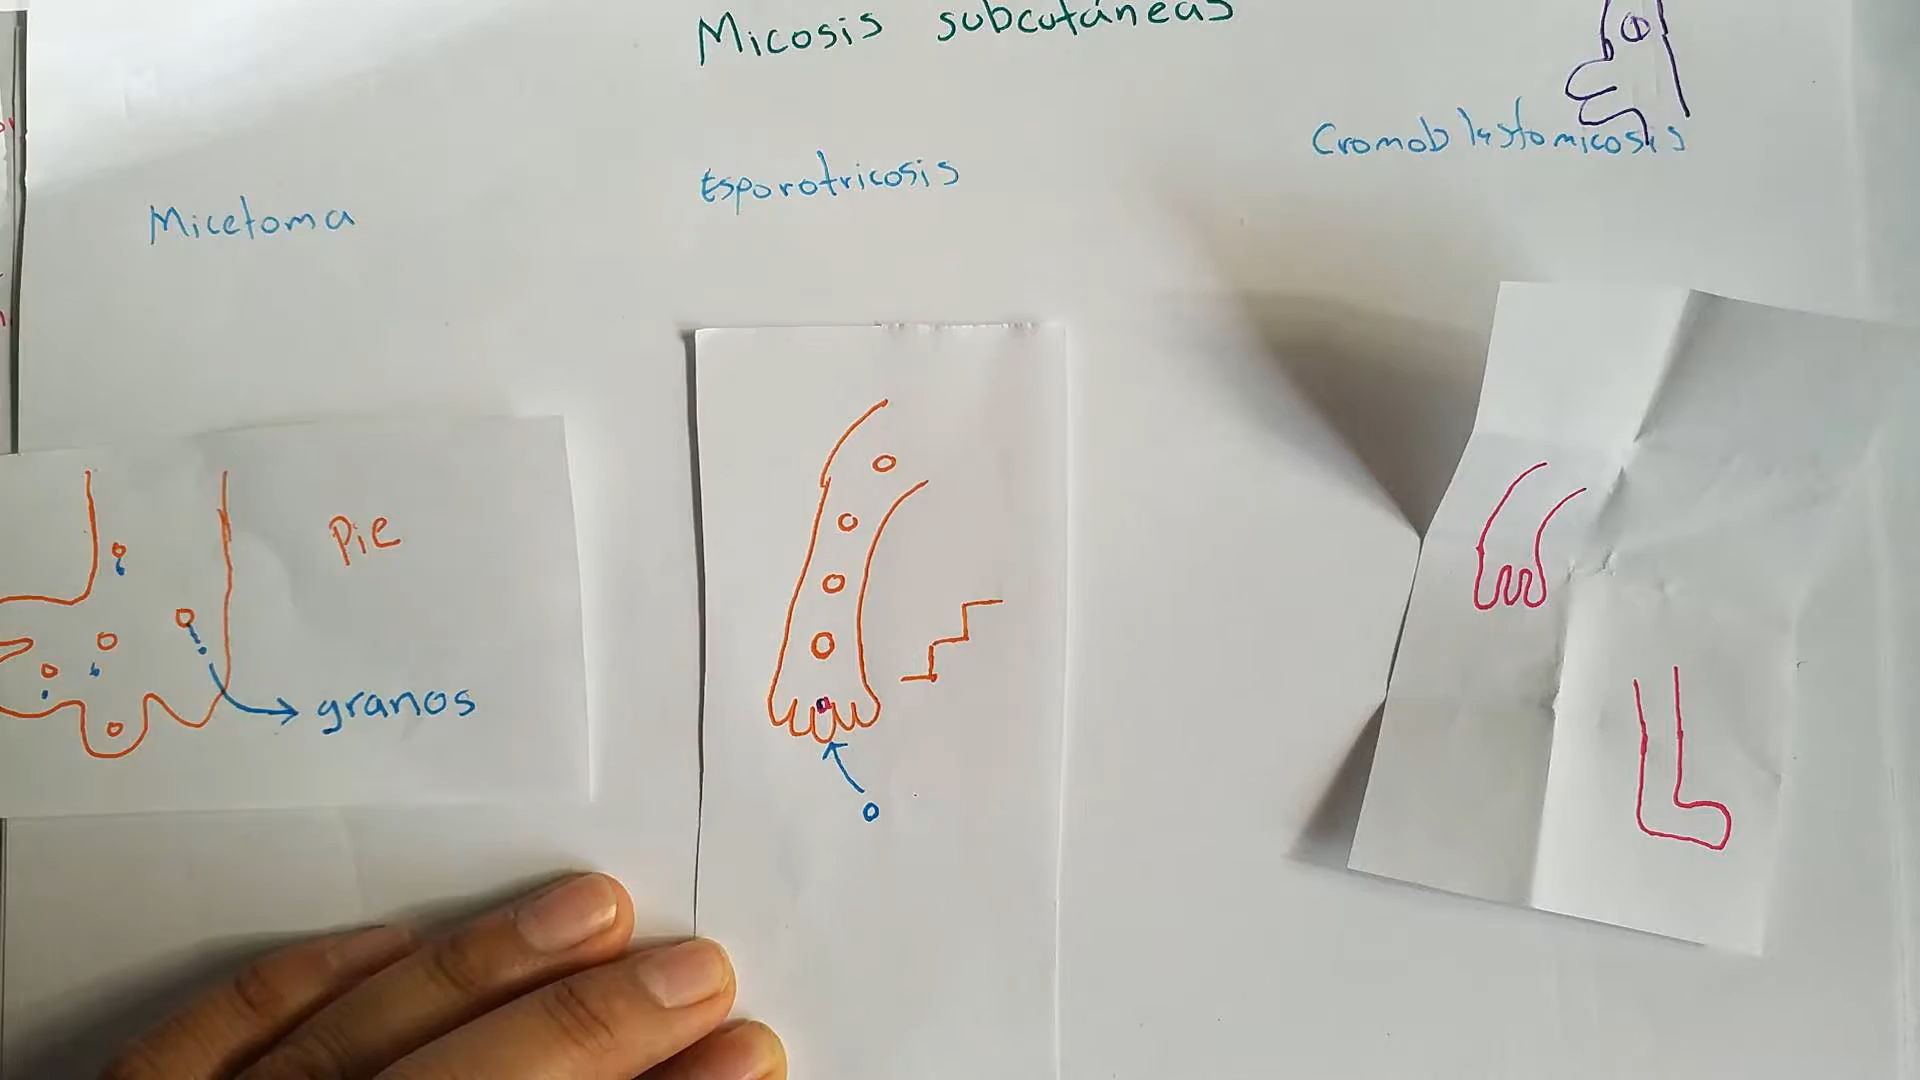 Micosis subcutáneas
Micetoma
Esporotricosis
Cromoblastomicosis
Pie
granos